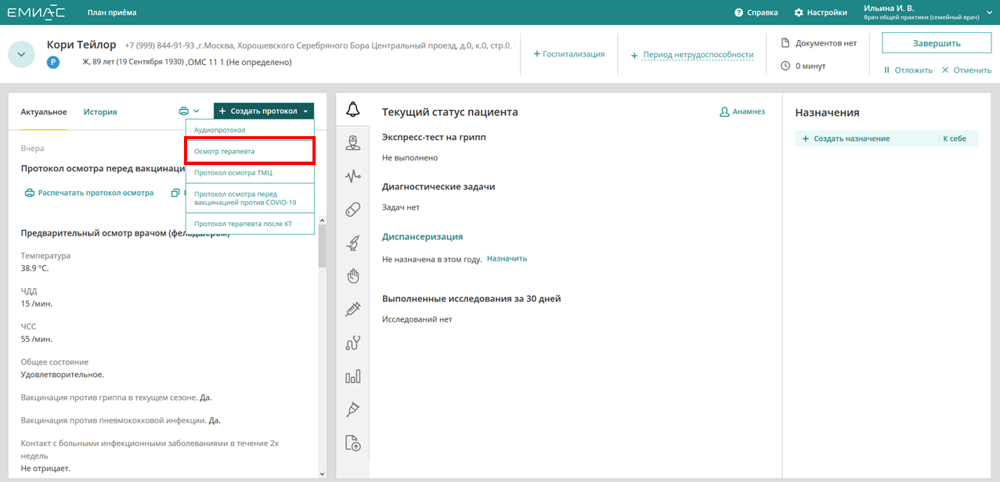 ЕМИАС
План приёма
Справка
Настройки
Ильина И. В.
Врач общей практики (семейный врач)
Кори Тейлор +7 (999) 844-91-93 ,г.Москва, Хорошевского Серебряного Бора Центральный проезд, д.0, к.0, стр.0,
Р Ж, 89 лет (19 Сентября 1930) ,ОМС 11 1 (Не определено)
+ Госпитализация
+ Период нетрудоспособности
Документов нет
0 минут
Завершить
Отложить
Отменить
Актуальное
История
+ Создать протокол
Аудиопротокол
Осмотр терапевта
Протокол осмотра ТМЦ
Протокол осмотра перед
вакцинацией против COVID-19
Протокол терапевта после КТ
Вчера
Протокол осмотра перед вакцинаци
Распечатать протокол осмотра
Предварительный осмотр врачом (фельдшером)
Температура
38.9 °C.
ЧДД
15 /мин.
ЧСС
55 /мин.
Общее состояние
Удовлетворительное.
Вакцинация против гриппа в текущем сезоне. Да.
Вакцинация против пневмококковой инфекции. Да.
Контакт с больными инфекционными заболеваниями в течение 2х
недель
Не отрицает.
Текущий статус пациента
Анамнез
Экспресс-тест на грипп
Не выполнено
Диагностические задачи
Задач нет
Диспансеризация
Не назначена в этом году. Назначить
Выполненные исследования за 30 дней
Исследований нет
Назначения
+ Создать назначение
К себе